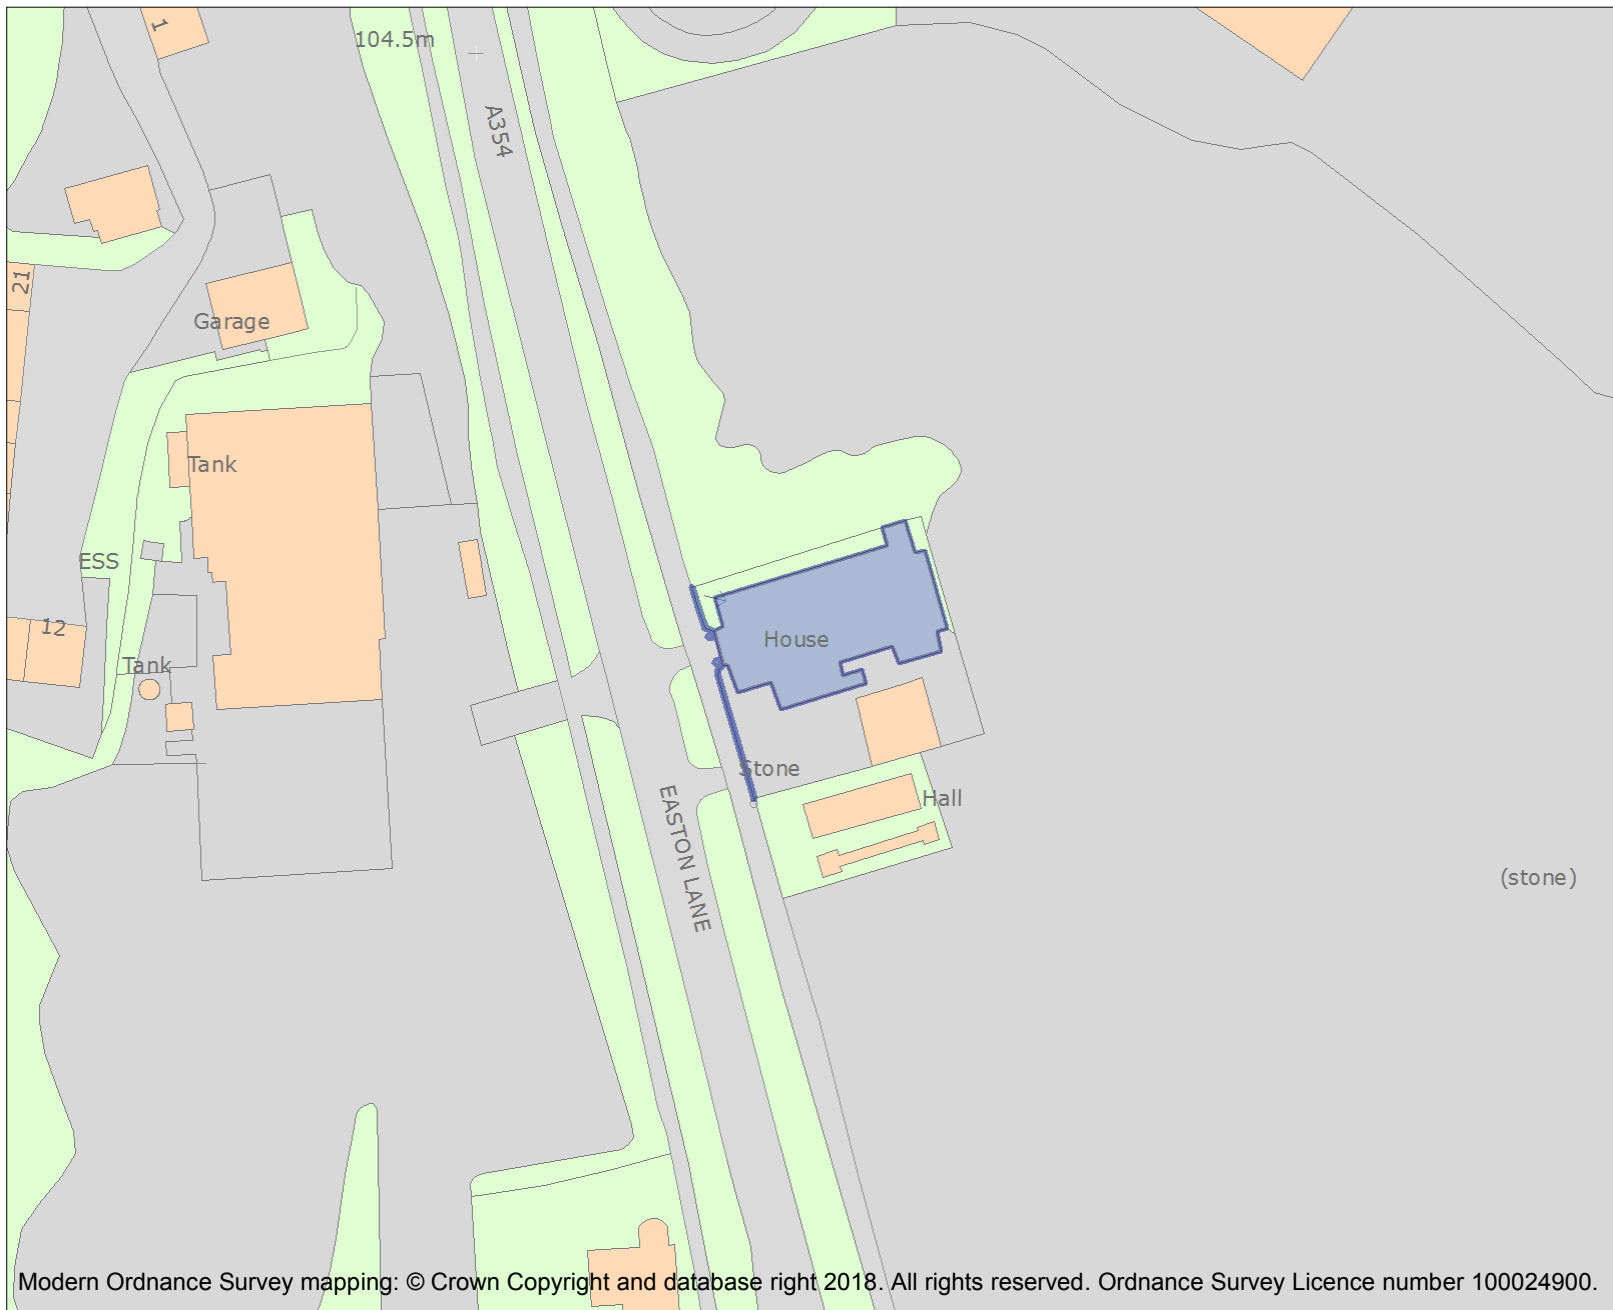 1
104.5m
A354
21
Garage
Tank
ESS
12
House
Tank
Stone
EASTON LANE
Hall
(stone)
Modern Ordnance Survey mapping: © Crown Copyright and database right 2018. All rights reserved. Ordnance Survey Licence number 100024900.